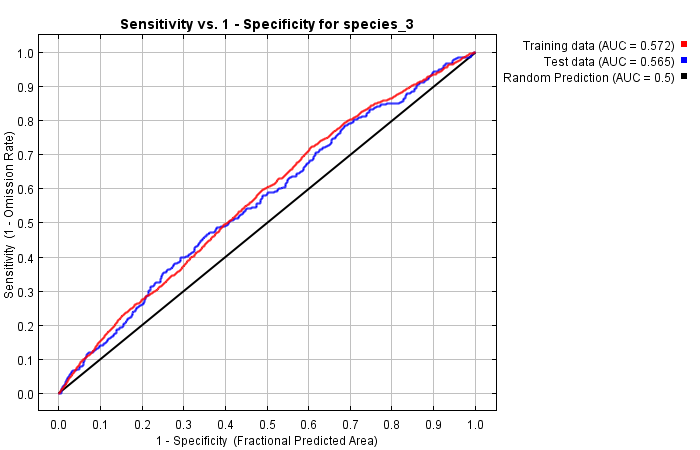 Sensitivity vs. 1 - Specificity for species_3
Training data (AUC = 0.572)
Test data (AUC = 0.565)
Random Prediction (AUC = 0.5)
Sensitivity (1 - Omission Rate)
1.0
0.9
0.8
0.7
0.6
0.5
0.4
0.3
0.2
0.1
0.0
0.0 0.1 0.2 0.3 0.4 0.5 0.6 0.7 0.8 0.9 1.0
1 - Specificity (Fractional Predicted Area)